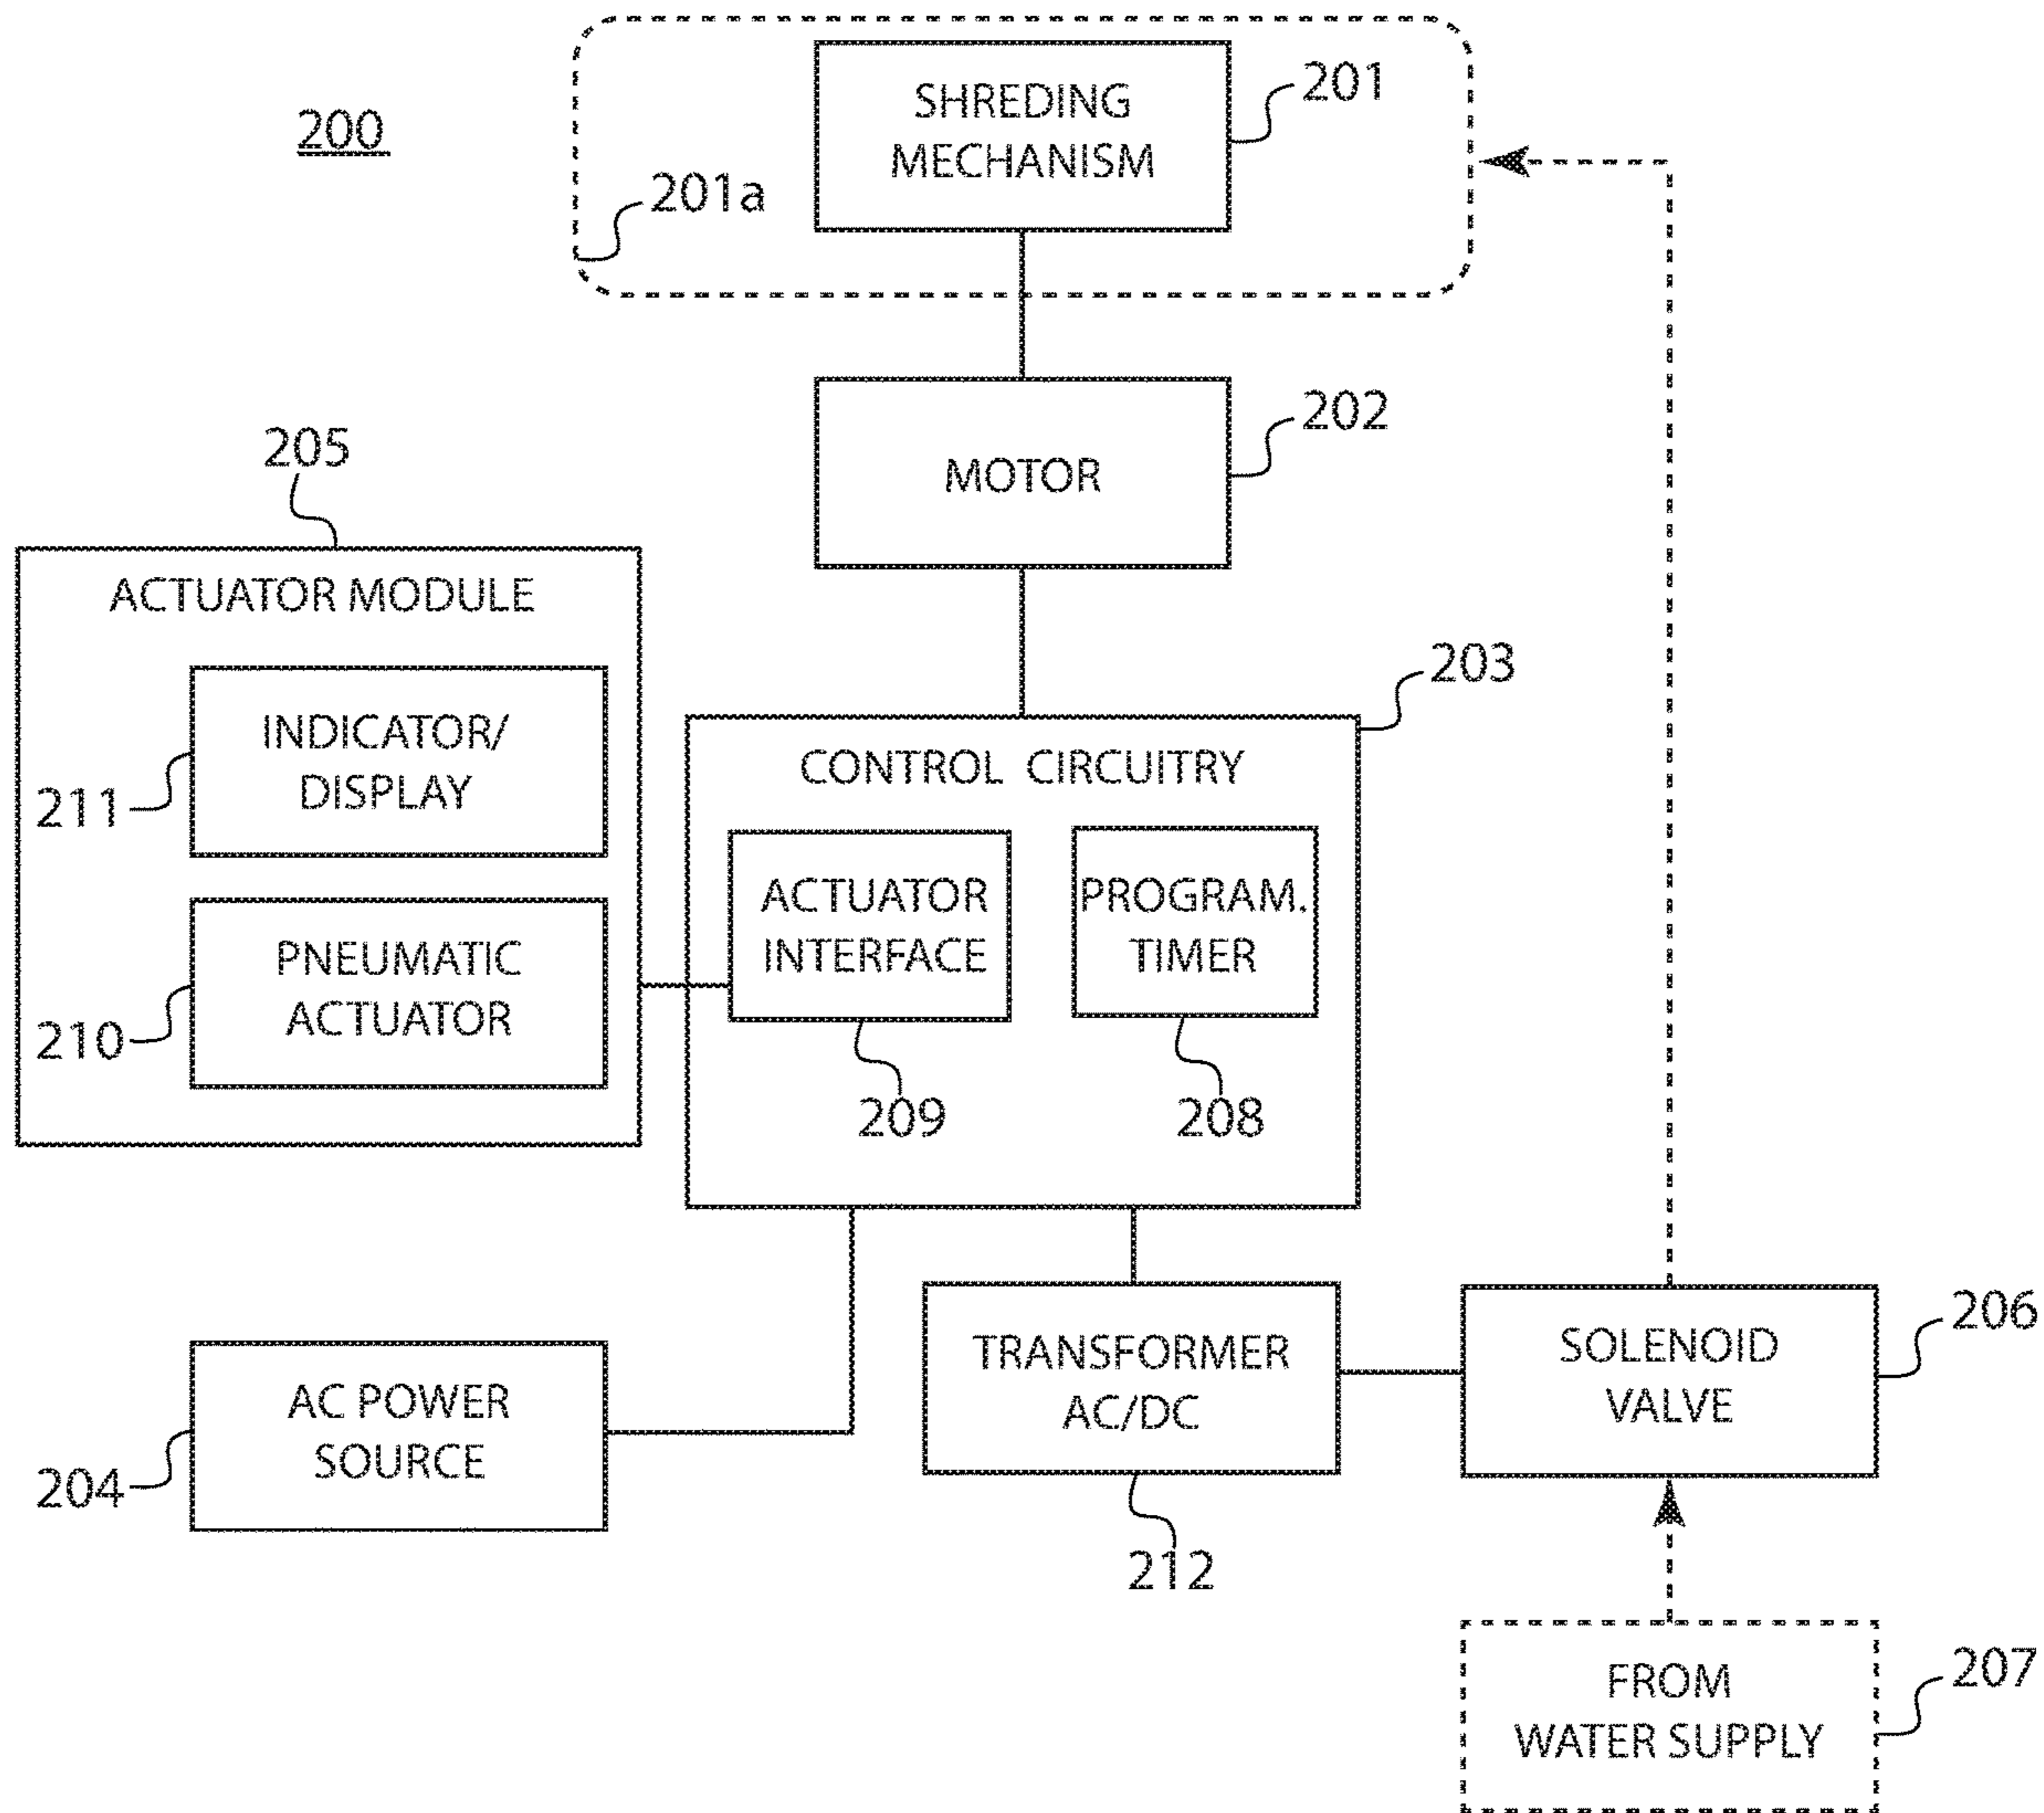 200
SHREDING
MECHANISM
201
201a
MOTOR
202
205
ACTUATOR MODULE
INDICATOR/
DISPLAY
211
PNEUMATIC
ACTUATOR
210
203
CONTROL CIRCUITRY
ACTUATOR
INTERFACE
209
PROGRAM.
TIMER
208
AC POWER
SOURCE
204
TRANSFORMER
AC/DC
212
SOLENOID
VALVE
206
FROM
WATER SUPPLY
207